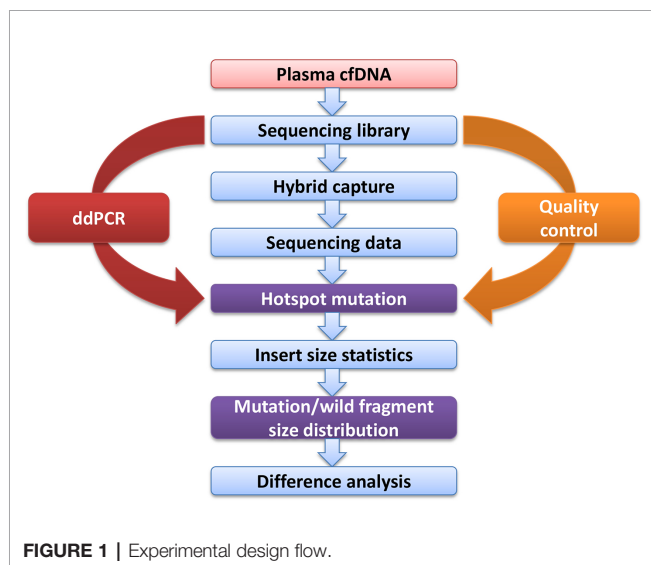 Plasma cfDNA
Sequencing library
Hybrid capture
ddPCR
Quality
control
Sequencing data
Hotspot mutation
Insert size statistics
Mutation/wild fragment
size distribution
Difference analysis
FIGURE 1 | Experimental design flow.